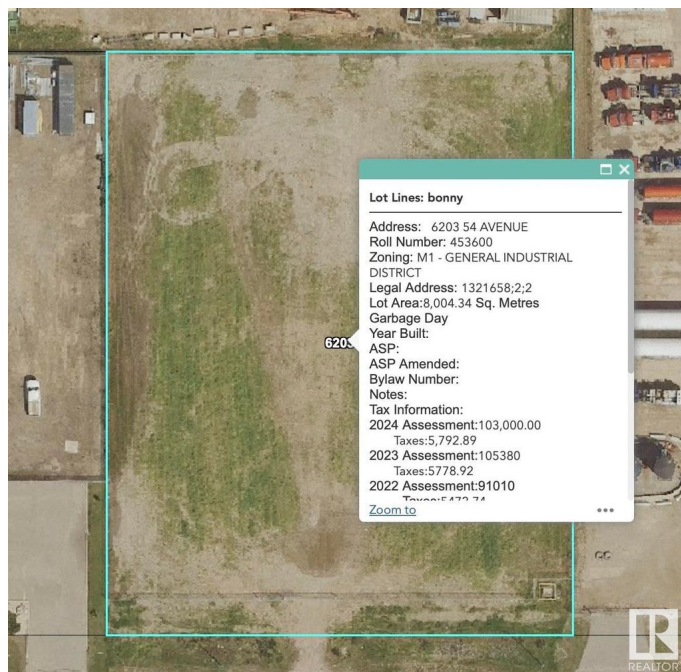 Lot Lines: bonny
Address: 6203 54 AVENUE
Roll Number: 453600
Zoning: M1 - GENERAL INDUSTRIAL
DISTRICT
Legal Address: 1321658;2;2
Lot Area:8,004.34 Sq. Metres
Garbage Day
Year Built:
620
ASP:
ASP Amended:
Bylaw Number:
Notes:
Tax Information:
2024 Assessment:103,000.00
Taxes:5,792.89
2023 Assessment:105380
Taxes:5778.92
2022 Assessment:91010
Zoom to
REALTOR